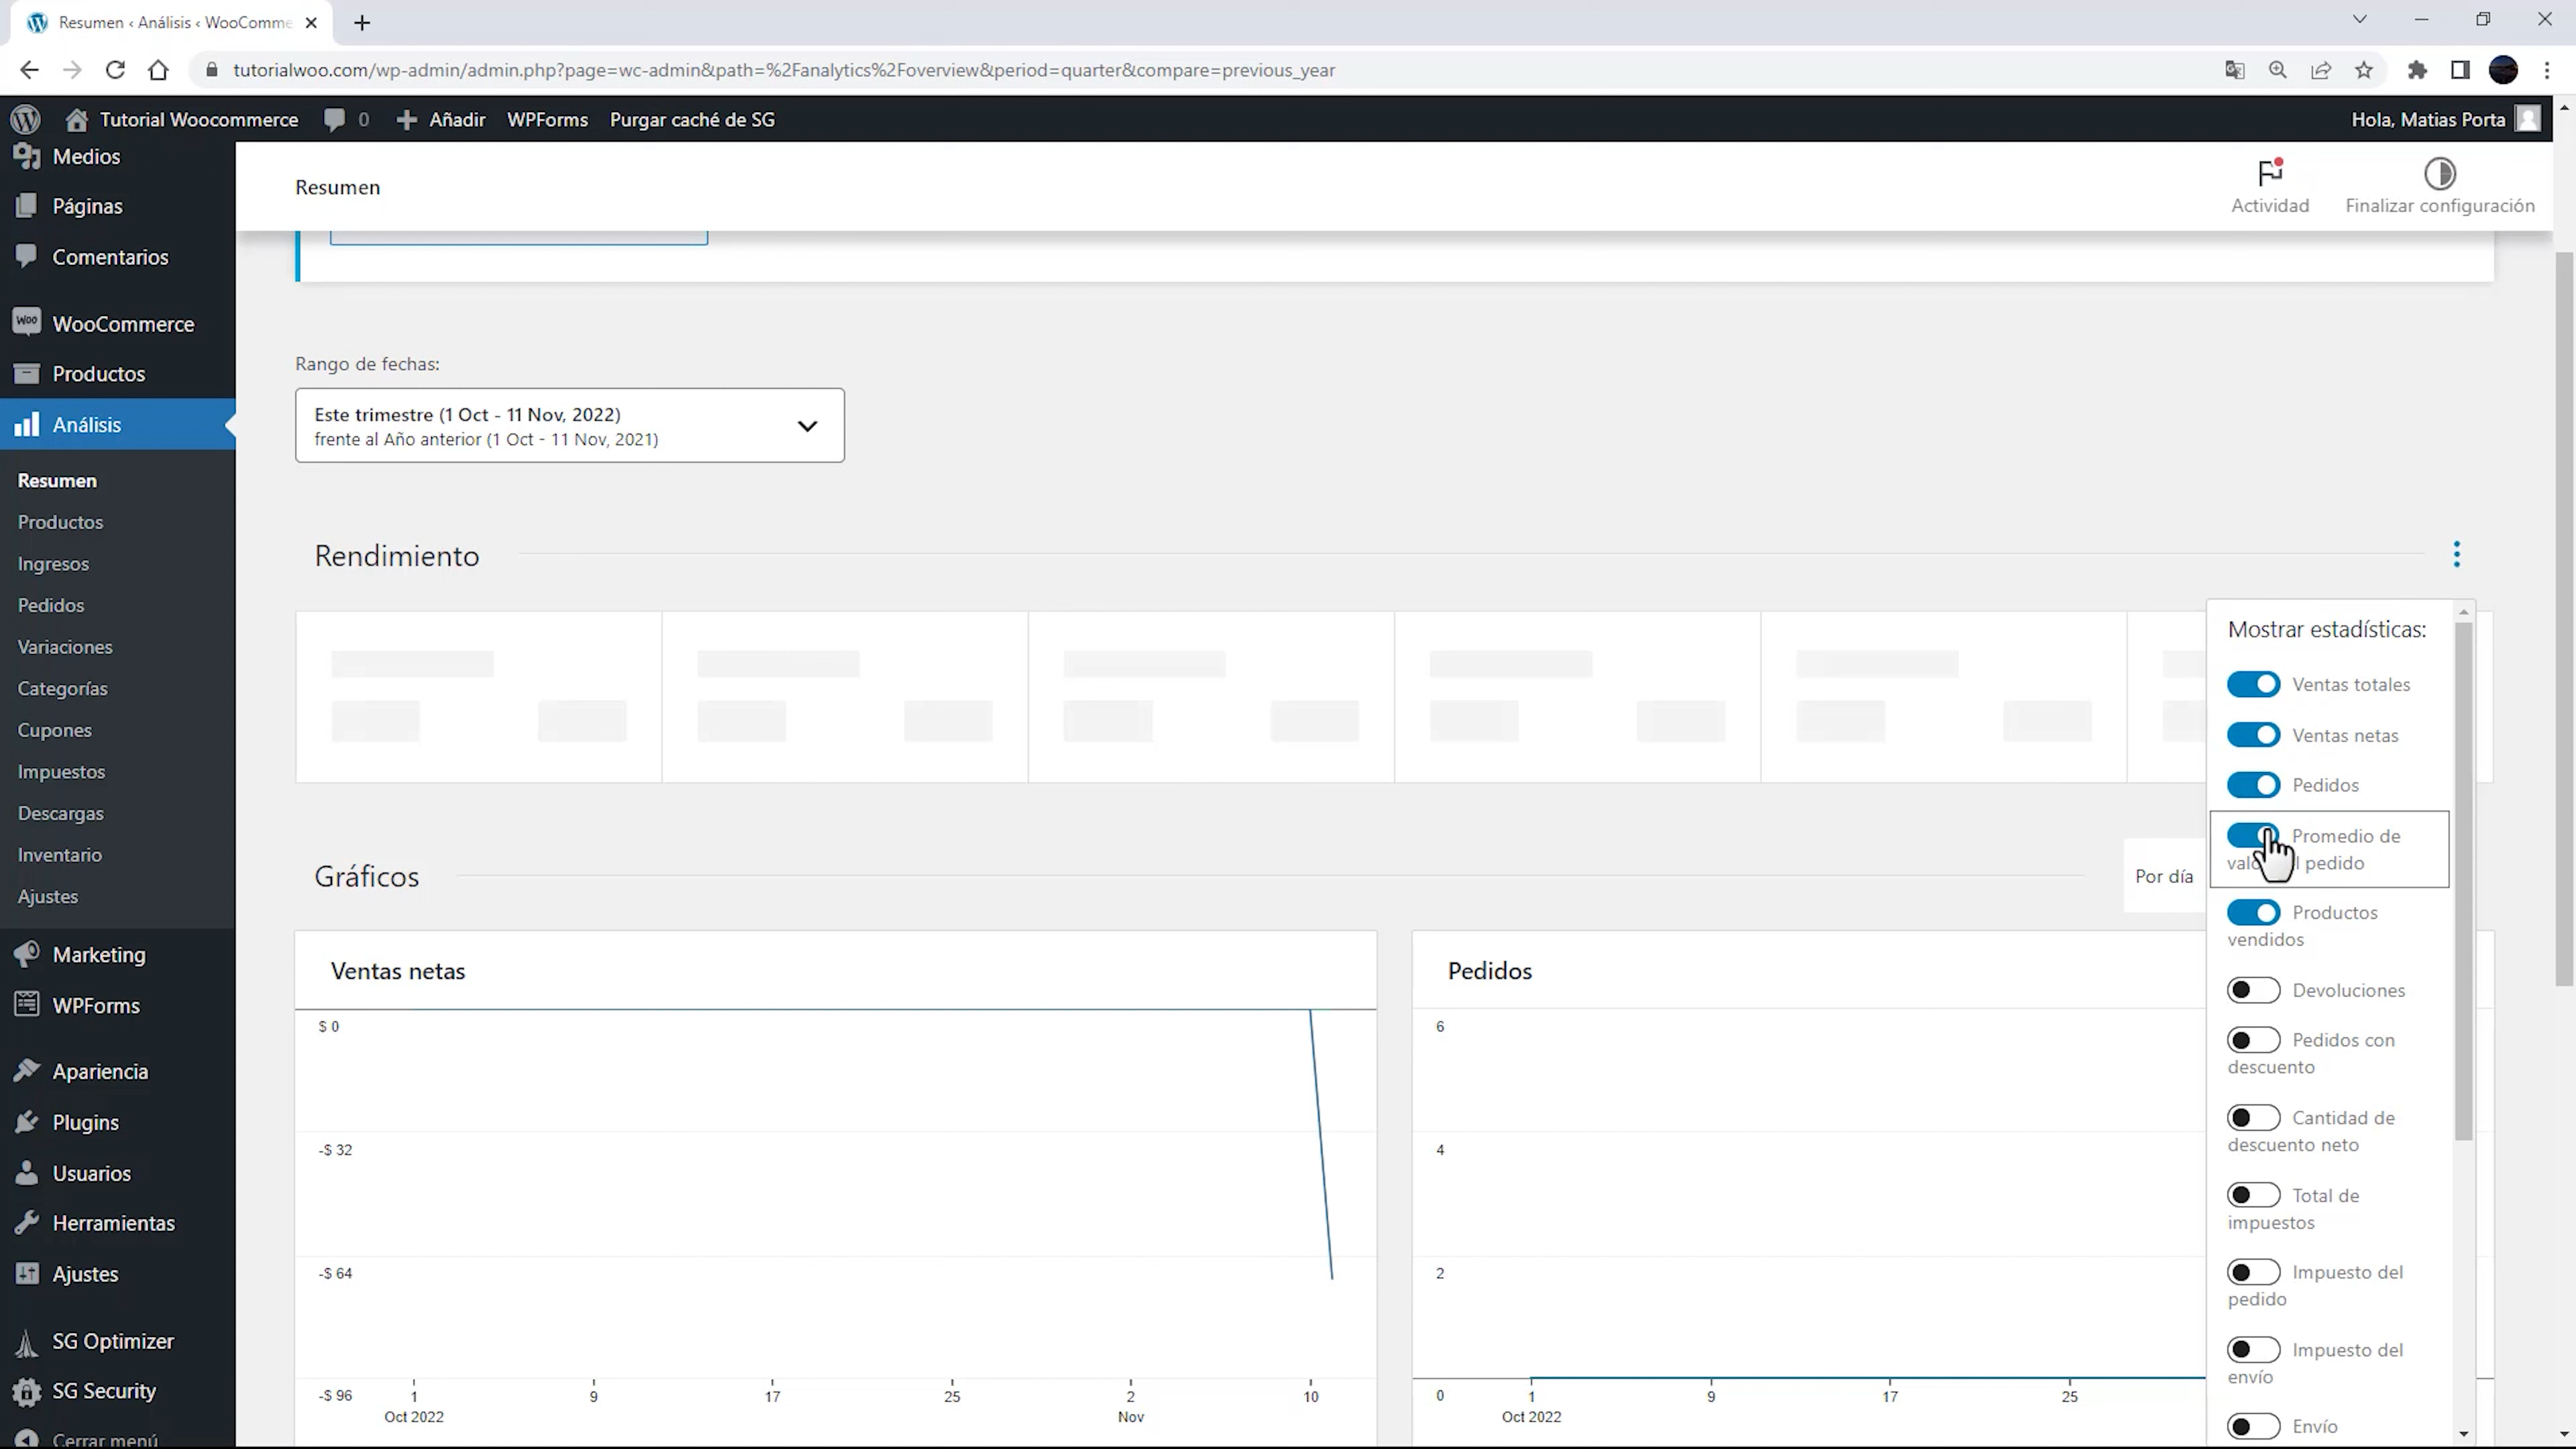 Resumen ‹ Análisis ‹ WooComme
tutorialwoo.com/wp-admin/admin.php?page=wc-admin&path=%2Fanalytics%2Foverview&period=quarter&compare=previous_year
Tutorial Woocommerce 0 Añadir WPForms Purgar caché de SG Hola, Matias Porta
Medios
Páginas
Comentarios
Woo WooCommerce
Productos
Análisis
Resumen
Productos
Ingresos
Pedidos
Variaciones
Categorías
Cupones
Impuestos
Descargas
Inventario
Ajustes
Marketing
WPForms
Apariencia
Plugins
Usuarios
Herramientas
Ajustes
SG Optimizer
SG Security
Cerrar menú
Resumen
Actividad
Finalizar configuración
Rango de fechas:
Este trimestre (1 Oct - 11 Nov, 2022)
frente al Año anterior (1 Oct - 11 Nov, 2021)
Rendimiento
Mostrar estadísticas:
Ventas totales
Ventas netas
Pedidos
Promedio de
pedido
Productos
vendidos
Devoluciones
Pedidos con
descuento
Cantidad de
descuento neto
Total de
impuestos
Impuesto del
pedido
Impuesto del
envío
Envío
Gráficos
Por día
Ventas netas
$ 0
-$ 32
-$ 64
-$ 96
1 9 17 25 2 10
Oct 2022 Nov
Pedidos
6
4
2
0
1 9 17 25
Oct 2022